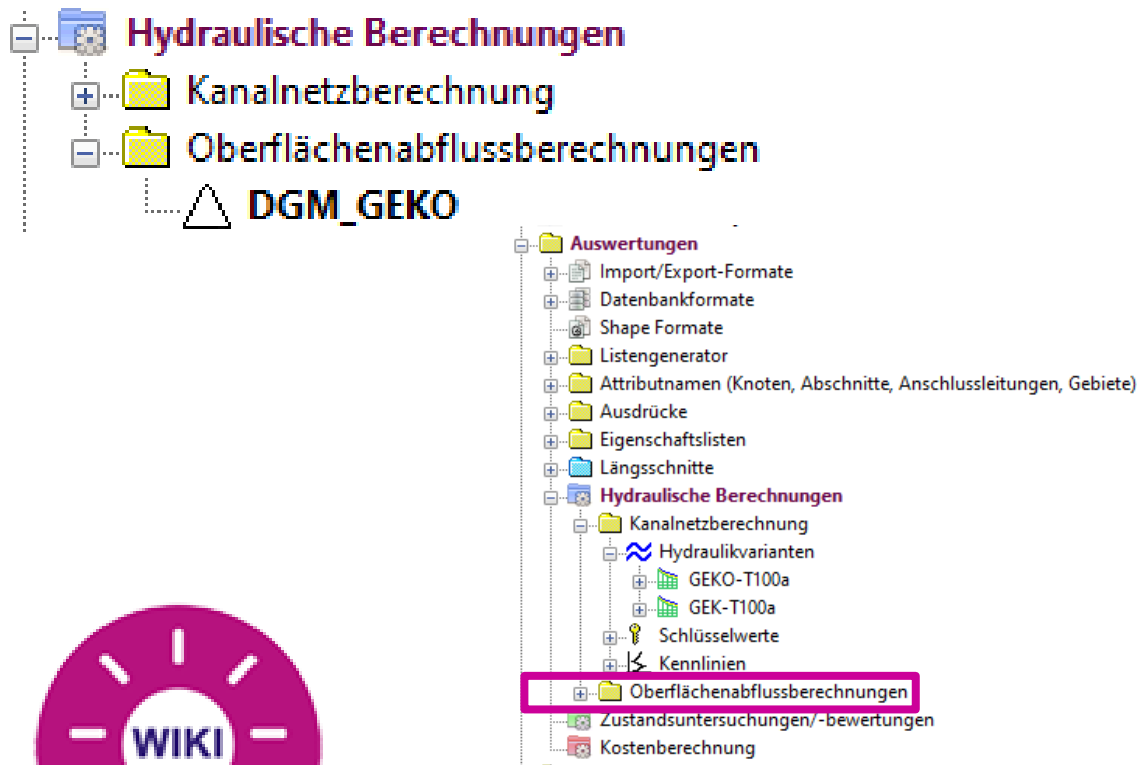 Hydraulische Berechnungen
Kanalnetzberechnung
Oberflächenabflussberechnungen
DGM_GEKO
Auswertungen
Import/Export-Formate
Datenbankformate
Shape Formate
Listengenerator
Attributnamen (Knoten, Abschnitte, Anschlussleitungen, Gebiete)
Ausdrücke
Eigenschaftslisten
Längsschnitte
Hydraulische Berechnungen
Kanalnetzberechnung
Hydraulikvarianten
GEKO-T100a
GEK-T100a
Schlüsselwerte
Kennlinien
Oberflächenabflussberechnungen
Zustandsuntersuchungen/-bewertungen
Kostenberechnung
WIKI